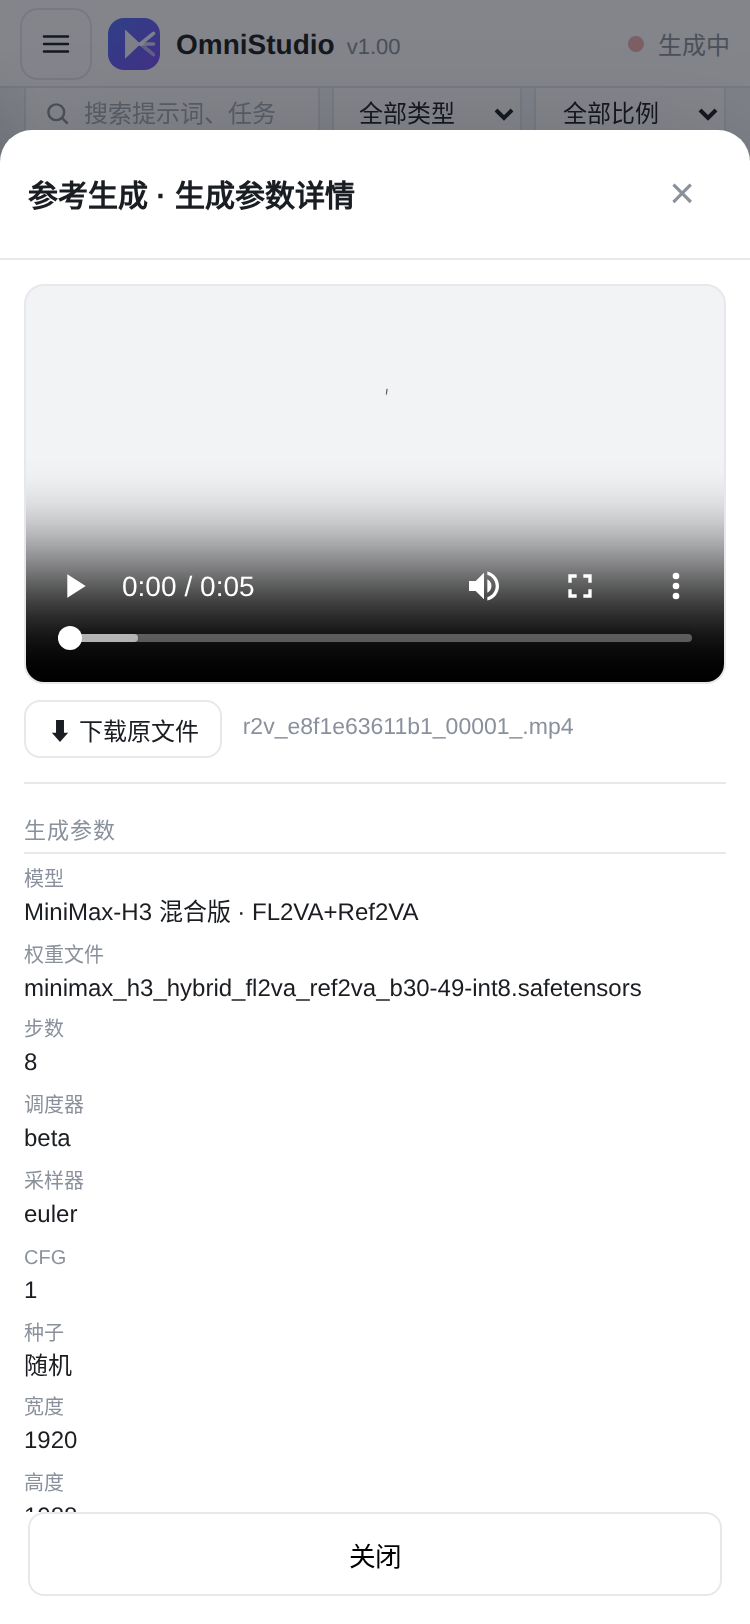 OmniStudio v1.00 生成中
搜索提示词、任务 全部类型 全部比例
参考生成 · 生成参数详情
0:00 / 0:05
下载原文件 r2v_e8f1e63611b1_00001_.mp4
生成参数
模型
MiniMax-H3 混合版 · FL2VA+Ref2VA
权重文件
minimax_h3_hybrid_fl2va_ref2va_b30-49-int8.safetensors
步数
8
调度器
beta
采样器
euler
CFG
1
种子
随机
宽度
1920
高度
关闭